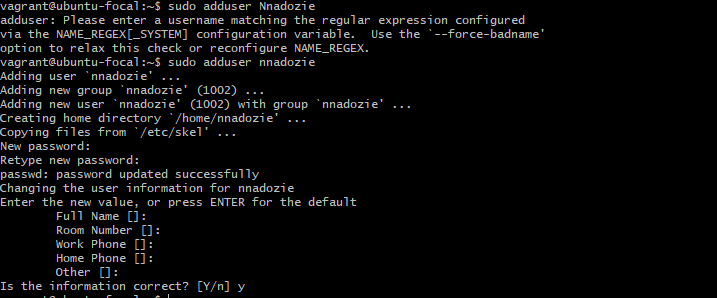 vagrant@ubuntu-focal:~$ sudo adduser Nnadozie
adduser: Please enter a username matching the regular expression configured
via the NAME_REGEX[_SYSTEM] configuration variable.  Use the `--force-badname'
option to relax this check or reconfigure NAME_REGEX.
vagrant@ubuntu-focal:~$ sudo adduser nnadozie
Adding user `nnadozie' ...
Adding new group `nnadozie' (1002) ...
Adding new user `nnadozie' (1002) with group `nnadozie' ...
Creating home directory `/home/nnadozie' ...
Copying files from `/etc/skel' ...
New password:
Retype new password:
passwd: password updated successfully
Changing the user information for nnadozie
Enter the new value, or press ENTER for the default
        Full Name []:
        Room Number []:
        Work Phone []:
        Home Phone []:
        Other []:
Is the information correct? [Y/n] y